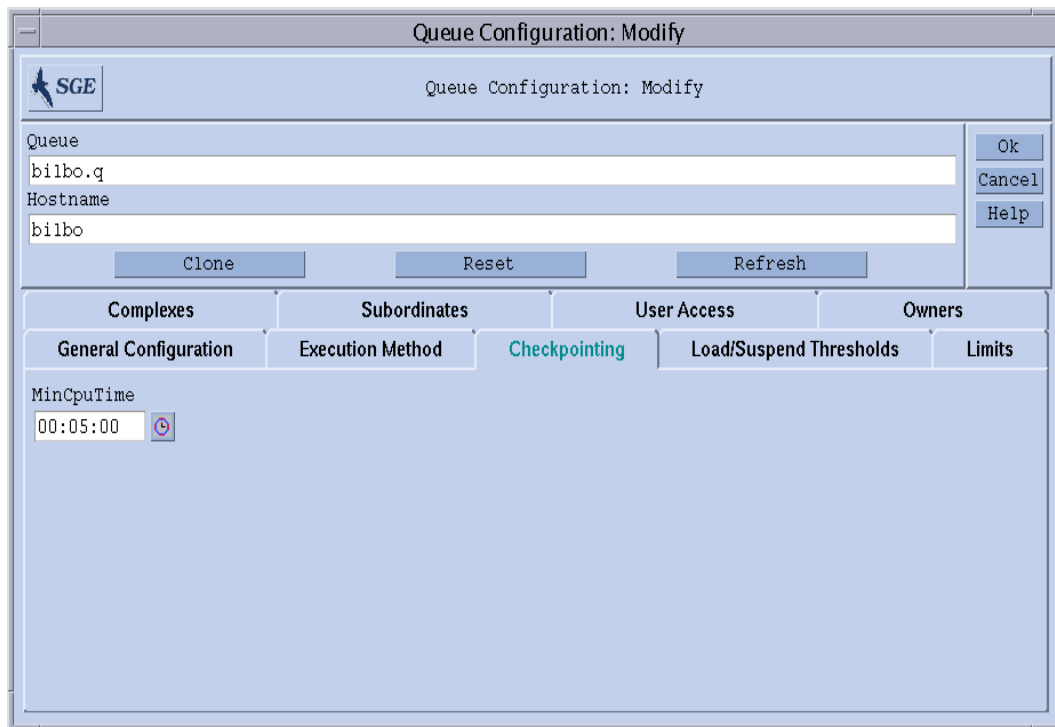 Queue Configuration: Modify
SGE
Queue Configuration: Modify
Queue
bilbo.q
Hostname
bilbo
Clone Reset Refresh
Ok
Cancel
Help
Complexes Subordinates User Access Owners
General Configuration Execution Method Checkpointing Load/Suspend Thresholds Limits
MinCpuTime
00:05:00